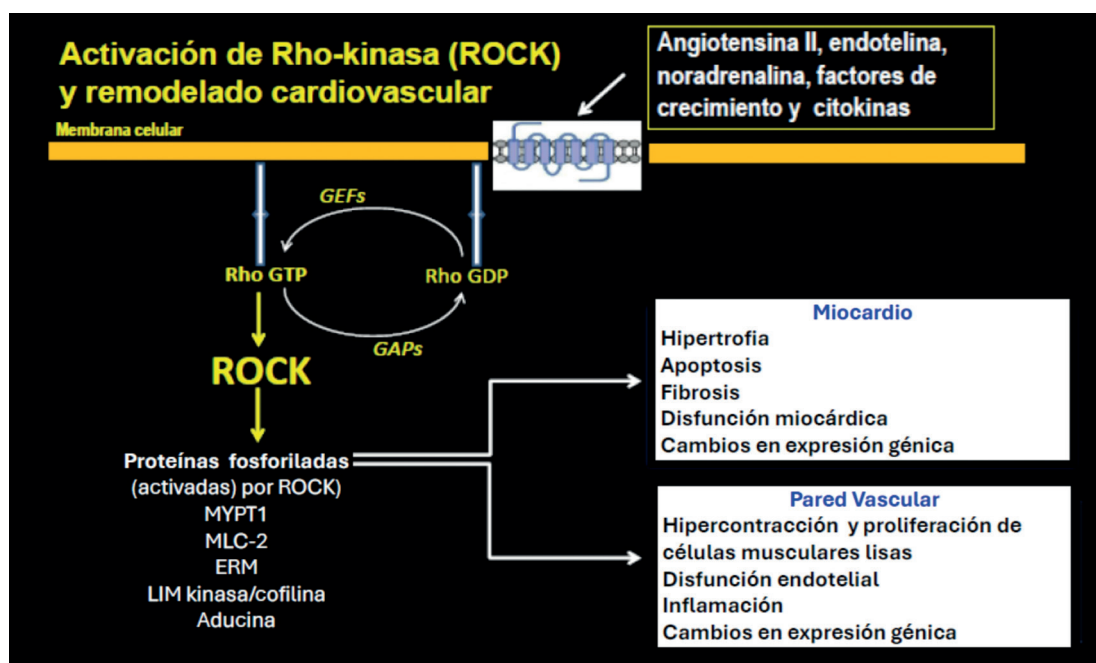 Activación de Rho-kinasa (ROCK)
y remodelado cardiovascular
Angiotensina II, endotelina,
noradrenalina, factores de
crecimiento y citokinas
Membrana celular
GEFs
Rho GTP
Rho GDP
GAPs
ROCK
Proteínas fosforiladas
(activadas) por ROCK)
MYPT1
MLC-2
ERM
LIM kinasa/cofilina
Aducina
Miocardio
Hipertrofia
Apoptosis
Fibrosis
Disfunción miocárdica
Cambios en expresión génica
Pared Vascular
Hipercontracción y proliferación de
células musculares lisas
Disfunción endotelial
Inflamación
Cambios en expresión génica